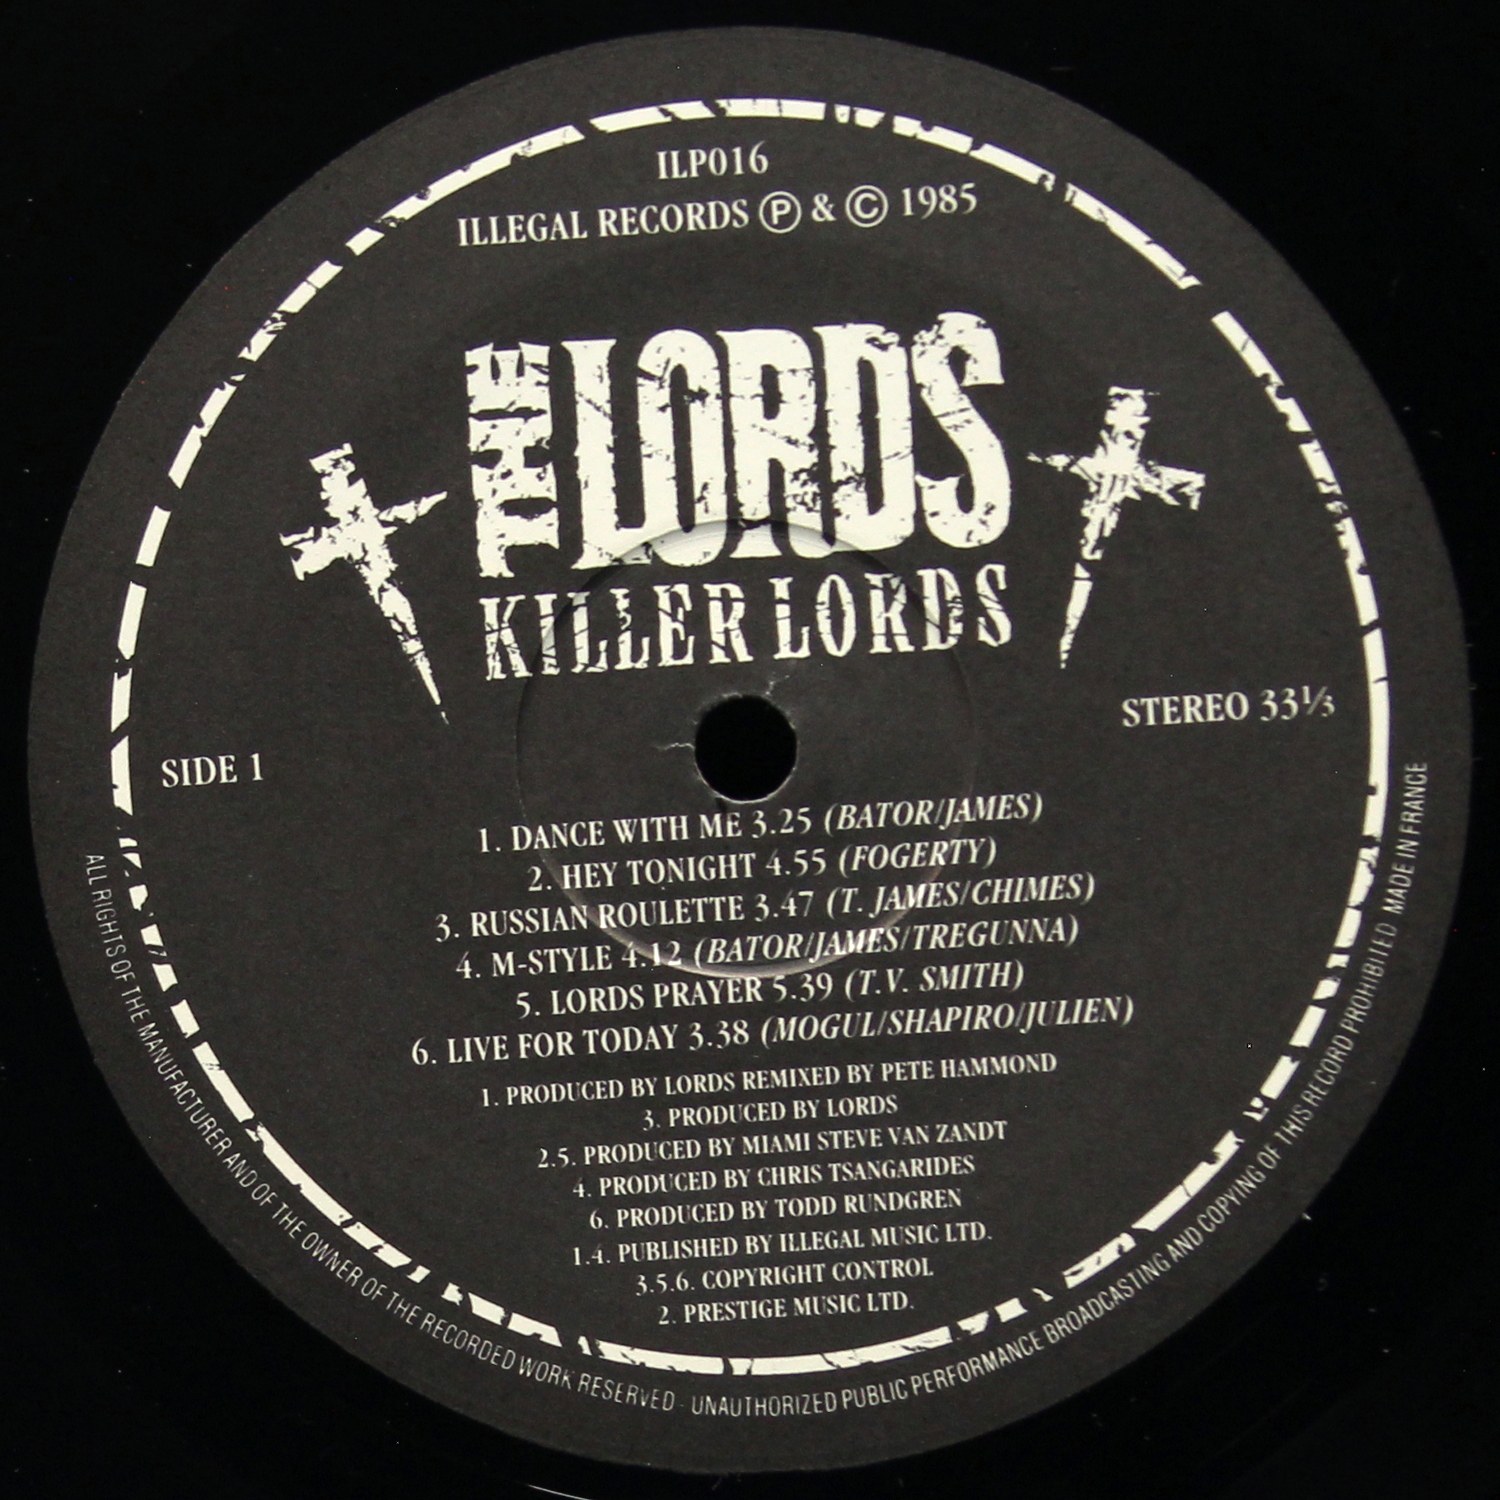 ILP016
ILLEGAL RECORDS Ⓟ & © 1985
THE LORDS
KILLER LORDS
STEREO 33⅓
SIDE 1
1. DANCE WITH ME 3.25 (BATOR/JAMES)
2. HEY TONIGHT 4.55 (FOGERTY)
3. RUSSIAN ROULETTE 3.47 (T. JAMES/CHIMES)
4. M-STYLE 4.12 (BATOR/JAMES/TREGUNNA)
5. LORDS PRAYER 5.39 (T.V. SMITH)
6. LIVE FOR TODAY 3.38 (MOGUL/SHAPIRO/JULIEN)
1. PRODUCED BY LORDS REMIXED BY PETE HAMMOND
3. PRODUCED BY LORDS
2.5. PRODUCED BY MIAMI STEVE VAN ZANDT
4. PRODUCED BY CHRIS TSANGARIDES
6. PRODUCED BY TODD RUNDGREN
1.4. PUBLISHED BY ILLEGAL MUSIC LTD.
3.5.6. COPYRIGHT CONTROL
2. PRESTIGE MUSIC LTD.
ALL RIGHTS OF THE MANUFACTURER AND OF THE OWNER OF THE RECORDED WORK RESERVED · UNAUTHORIZED PUBLIC PERFORMANCE BROADCASTING AND COPYING OF THIS RECORD PROHIBITED MADE IN FRANCE